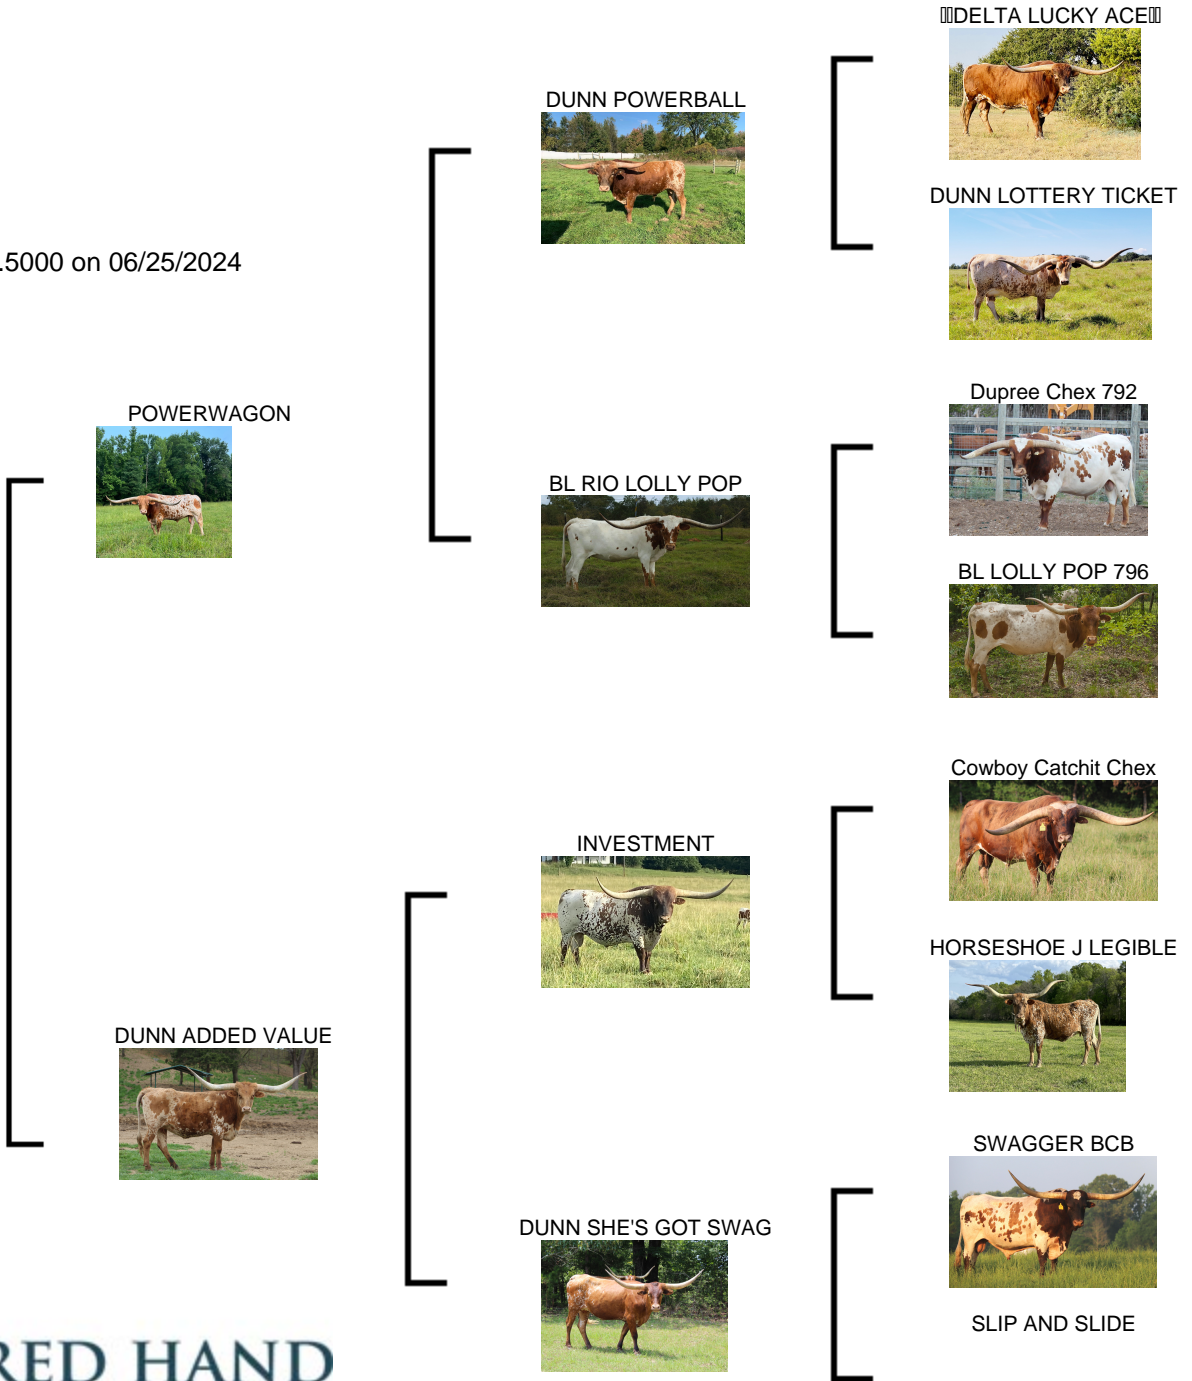 DELTA LUCKY ACE
DUNN POWERBALL
DUNN LOTTERY TICKET
.5000 on 06/25/2024
Dupree Chex 792
POWERWAGON
BL RIO LOLLY POP
BL LOLLY POP 796
Cowboy Catchit Chex
INVESTMENT
HORSESHOE J LEGIBLE
DUNN ADDED VALUE
SWAGGER BCB
DUNN SHE'S GOT SWAG
SLIP AND SLIDE
RED HAND